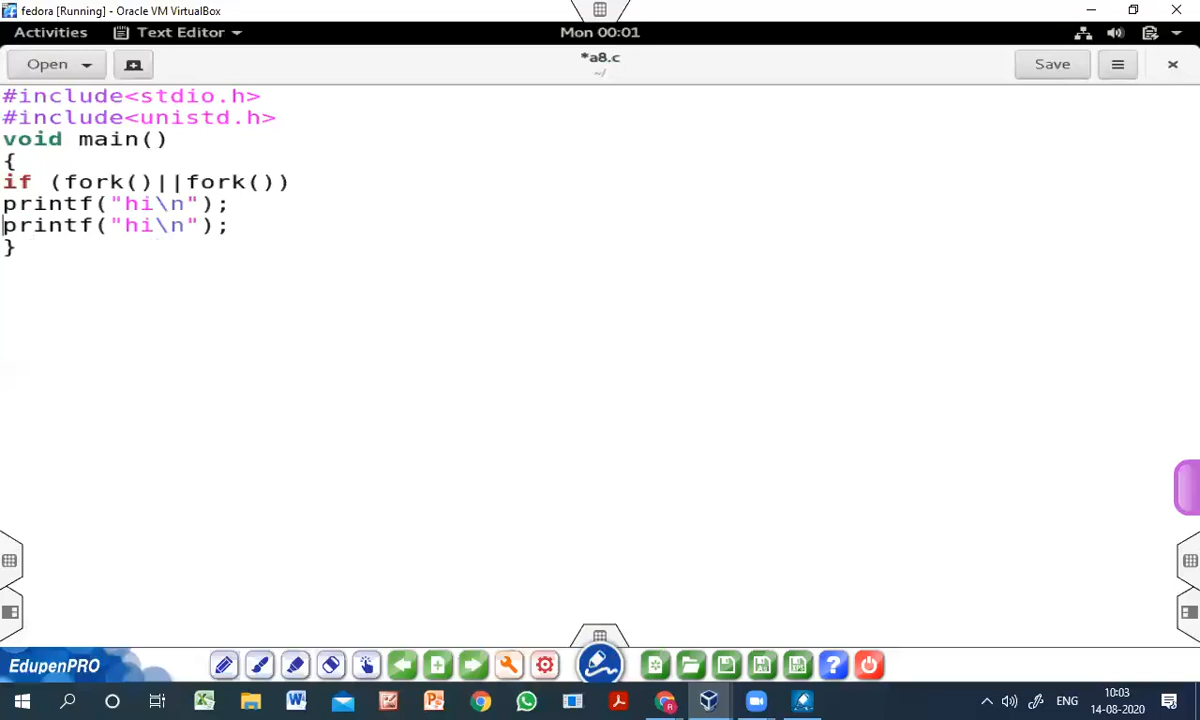 fedora [Running] - Oracle VM VirtualBox
Activities Text Editor Mon 00:01
Open *a8.c Save
~/
#include<stdio.h>
#include<unistd.h>
void main()
{
if (fork()||fork())
printf("hi\n");
printf("hi\n");
}
EdupenPRO
ENG 10:03
14-08-2020